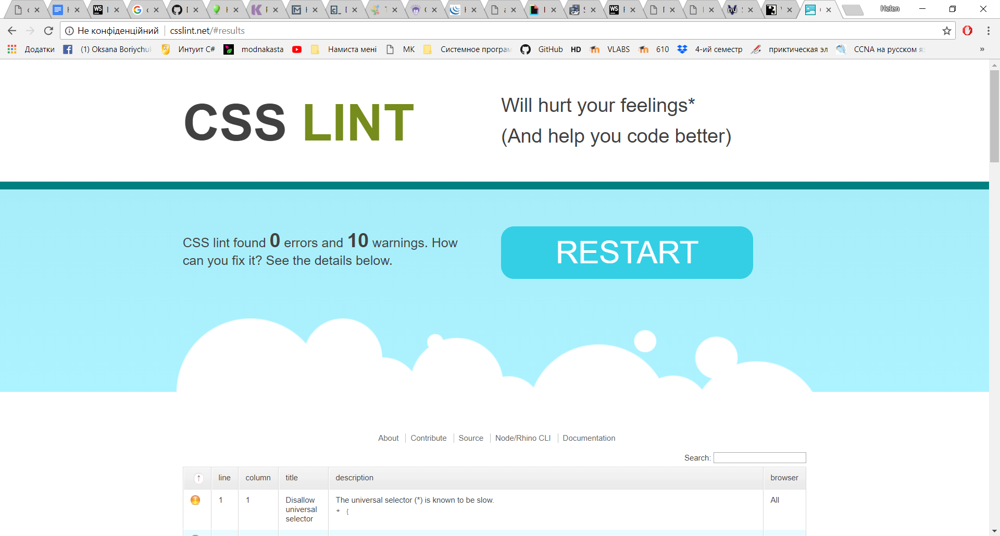 Helen
Не конфіденційний csslint.net/#results
Додатки (1) Oksana Boriychuk Интуит C# modnakasta Намиста мені МК Системное програм GitHub HD VLABS 610 4-ий семестр приктическая эл CCNA на русском яз »
CSS LINT
Will hurt your feelings*
(And help you code better)
CSS lint found 0 errors and 10 warnings. How
can you fix it? See the details below.
RESTART
About Contribute Source Node/Rhino CLI Documentation
Search:
line column title description browser
1 1 Disallow universal selector The universal selector (*) is known to be slow. All
* {